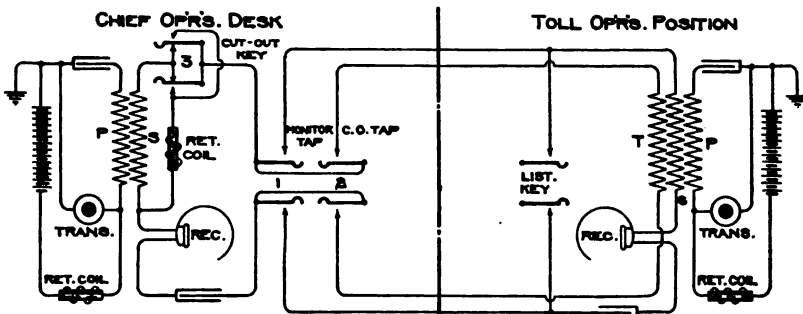 CHIEF OPR'S. DESK
TOLL OPR'S. POSITION
CUT-OUT
KEY
3
P
S
RET.
COIL
MONITOR
TAP
C.O. TAP
1
2
LIST.
KEY
T
S
P
TRANS.
REC.
REC.
TRANS.
RET. COIL
RET. COIL